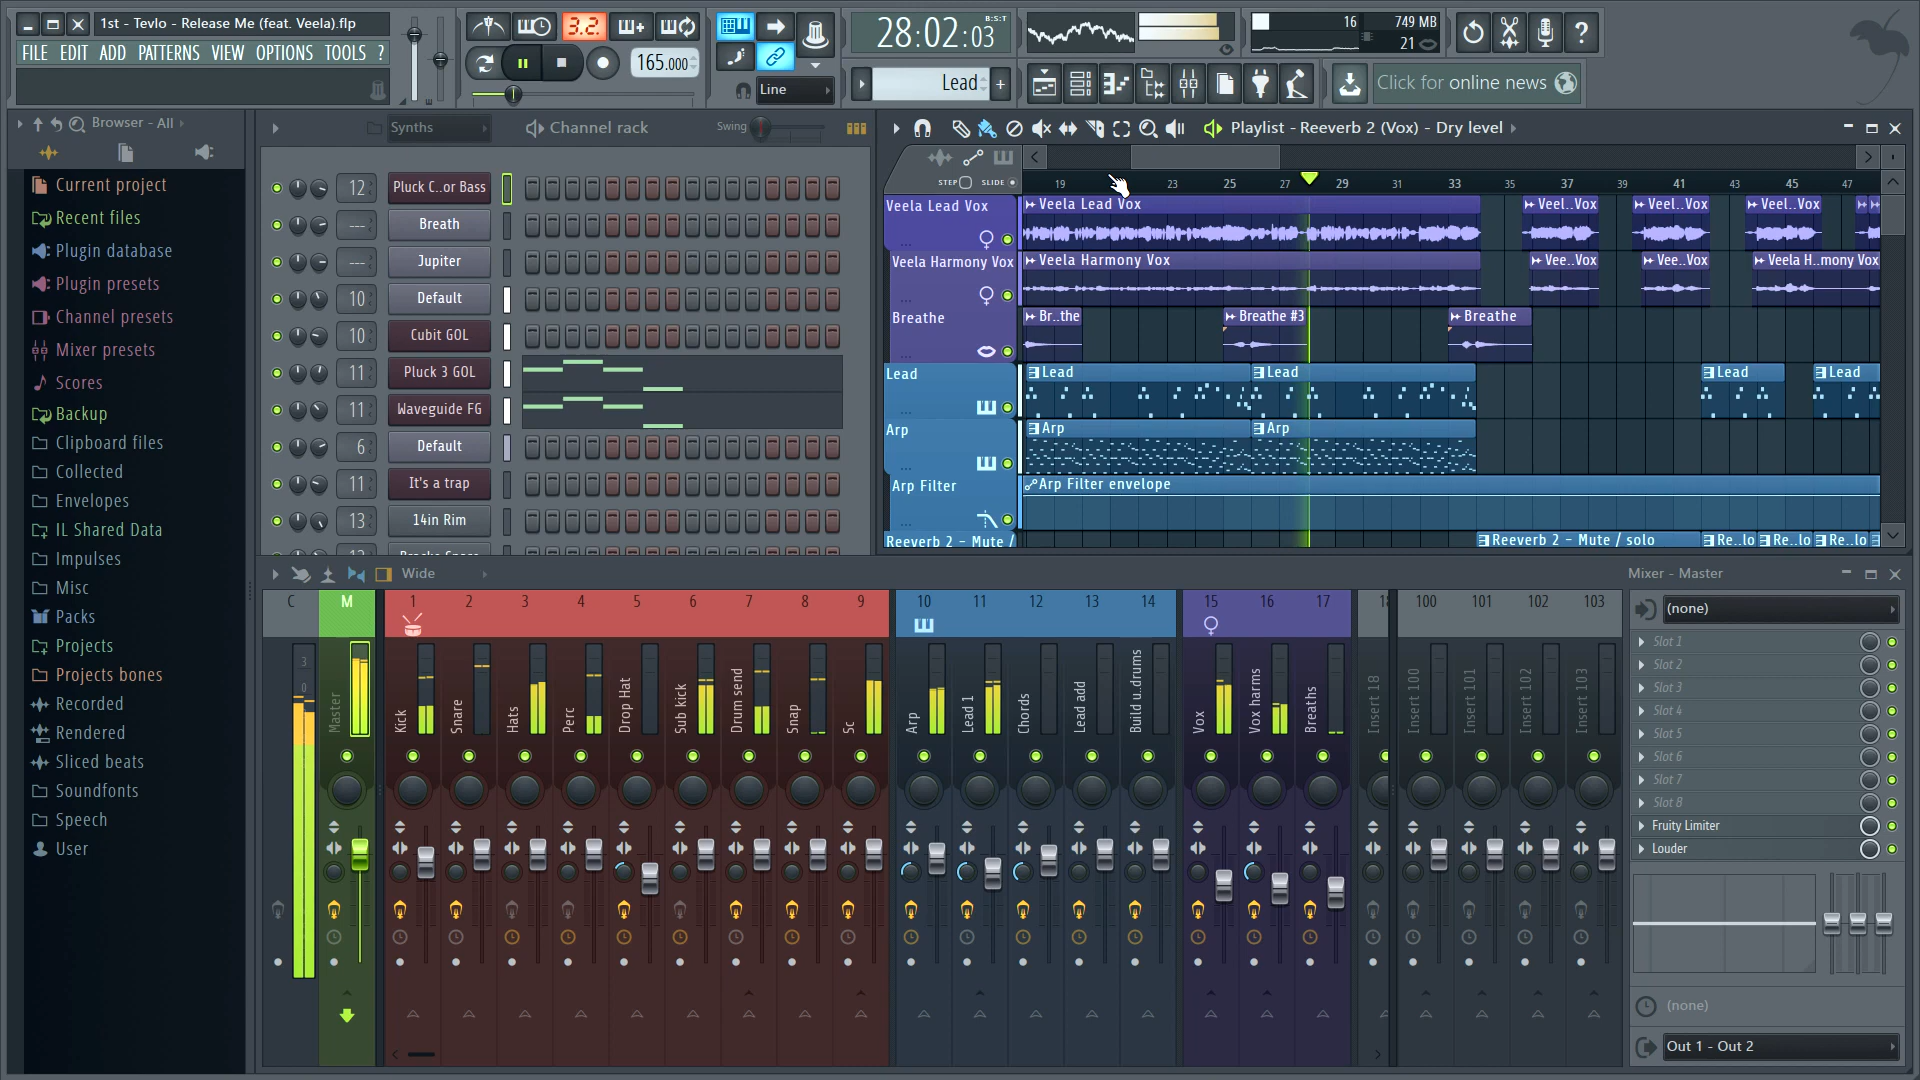 1st - Tevlo - Release Me (feat. Veela).flp
FILE EDIT ADD PATTERNS VIEW OPTIONS TOOLS ?
3.2.
165.000
Line
28:02:03
B:S:T
Lead
16
749 MB
21
Click for online news
Browser - All
Current project
Recent files
Plugin database
Plugin presets
Channel presets
Mixer presets
Scores
Backup
Clipboard files
Collected
Envelopes
IL Shared Data
Impulses
Misc
Packs
Projects
Projects bones
Recorded
Rendered
Sliced beats
Soundfonts
Speech
User
Synths
Channel rack
Swing
12 Pluck C..or Bass
--- Breath
--- Jupiter
10 Default
10 Cubit GOL
11 Pluck 3 GOL
11 Waveguide FG
6 Default
11 It's a trap
13 14in Rim
Playlist - Reeverb 2 (Vox) - Dry level
STEP SLIDE
19 23 25 27 29 31 33 35 37 39 41 43 45 47
Veela Lead Vox
Veela Lead Vox
Veel..Vox
Veel..Vox
Veel..Vox
Veela Harmony Vox
Veela Harmony Vox
Vee..Vox
Vee..Vox
Veela H..mony Vox
Breathe
Br..the
Breathe #3
Breathe
Lead
Lead
Lead
Lead
Lead
Arp
Arp
Arp
Arp Filter
Arp Filter envelope
Reeverb 2 - Mute /
Reeverb 2 - Mute / solo
Re..lo
Re..lo
Re..lo
Wide
Mixer - Master
C M 1 2 3 4 5 6 7 8 9 10 11 12 13 14 15 16 17 100 101 102 103
3
0
Master
Kick
Snare
Hats
Perc
Drop Hat
Sub kick
Drum send
Snap
Sc
Arp
Lead 1
Chords
Lead add
Build u..drums
Vox
Vox harms
Breaths
Insert 18
Insert 100
Insert 101
Insert 102
Insert 103
(none)
Slot 1
Slot 2
Slot 3
Slot 4
Slot 5
Slot 6
Slot 7
Slot 8
Fruity Limiter
Louder
(none)
Out 1 - Out 2